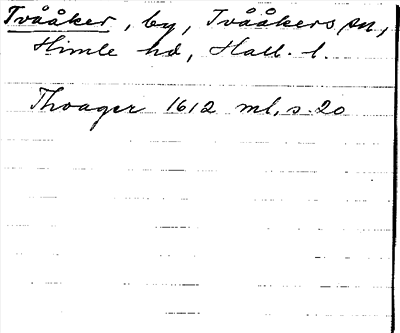 Tvååker, by, Tvååkers sn,
Himle hd, Hall. l.
Thoager 1612 ml, s. 20